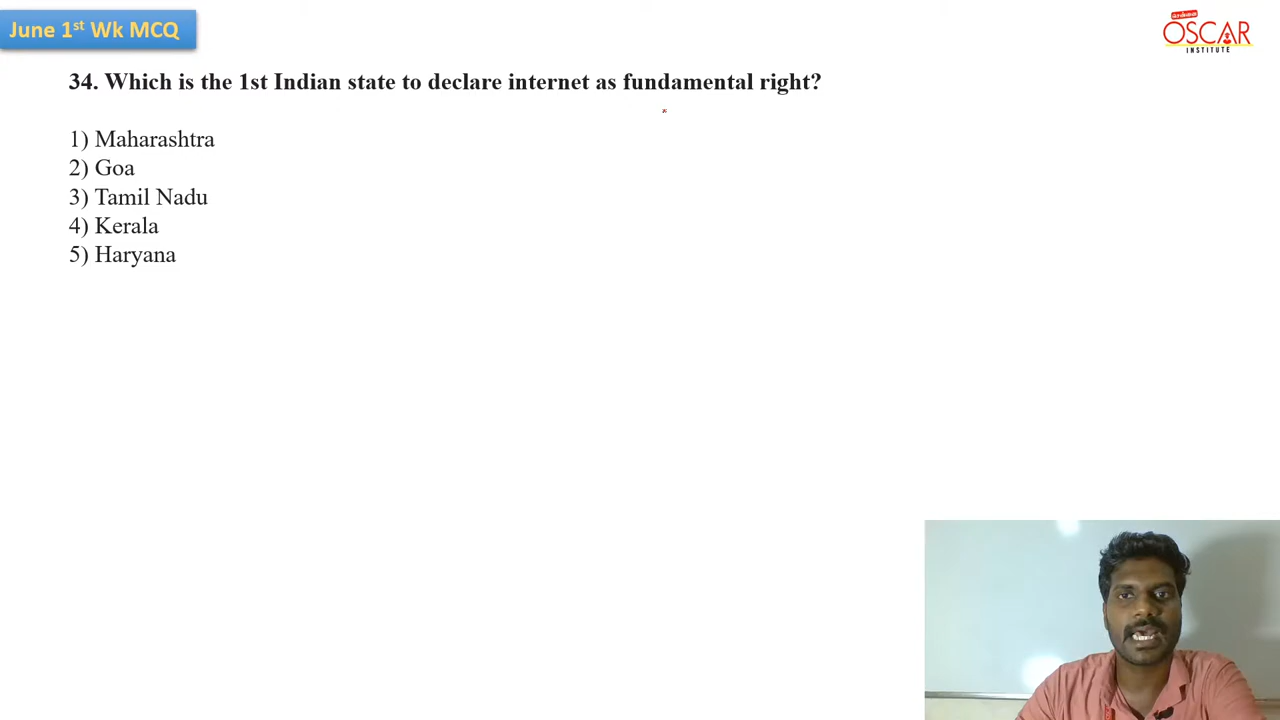 June 1st Wk MCQ
சென்னை
OSCAR
INSTITUTE
34. Which is the 1st Indian state to declare internet as fundamental right?
1) Maharashtra
2) Goa
3) Tamil Nadu
4) Kerala
5) Haryana